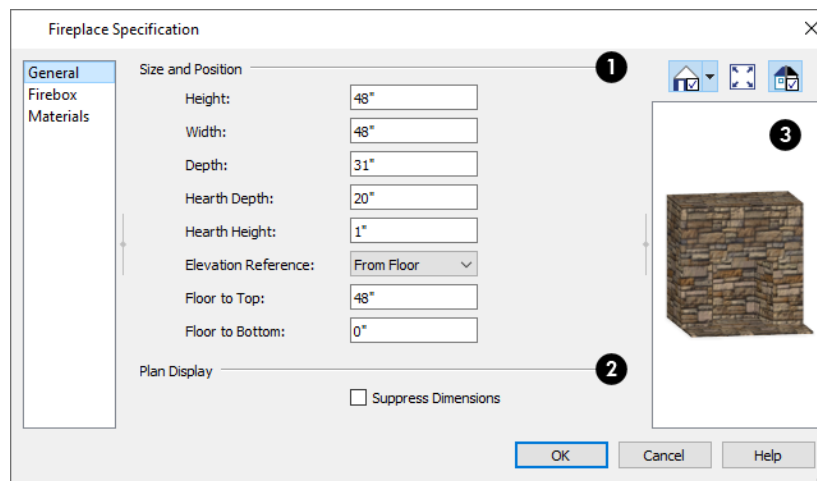 Fireplace Specification
General
Firebox
Materials
Size and Position
1
Height: 48"
Width: 48"
Depth: 31"
Hearth Depth: 20"
Hearth Height: 1"
Elevation Reference: From Floor
Floor to Top: 48"
Floor to Bottom: 0"
Plan Display
2
Suppress Dimensions
3
OK
Cancel
Help